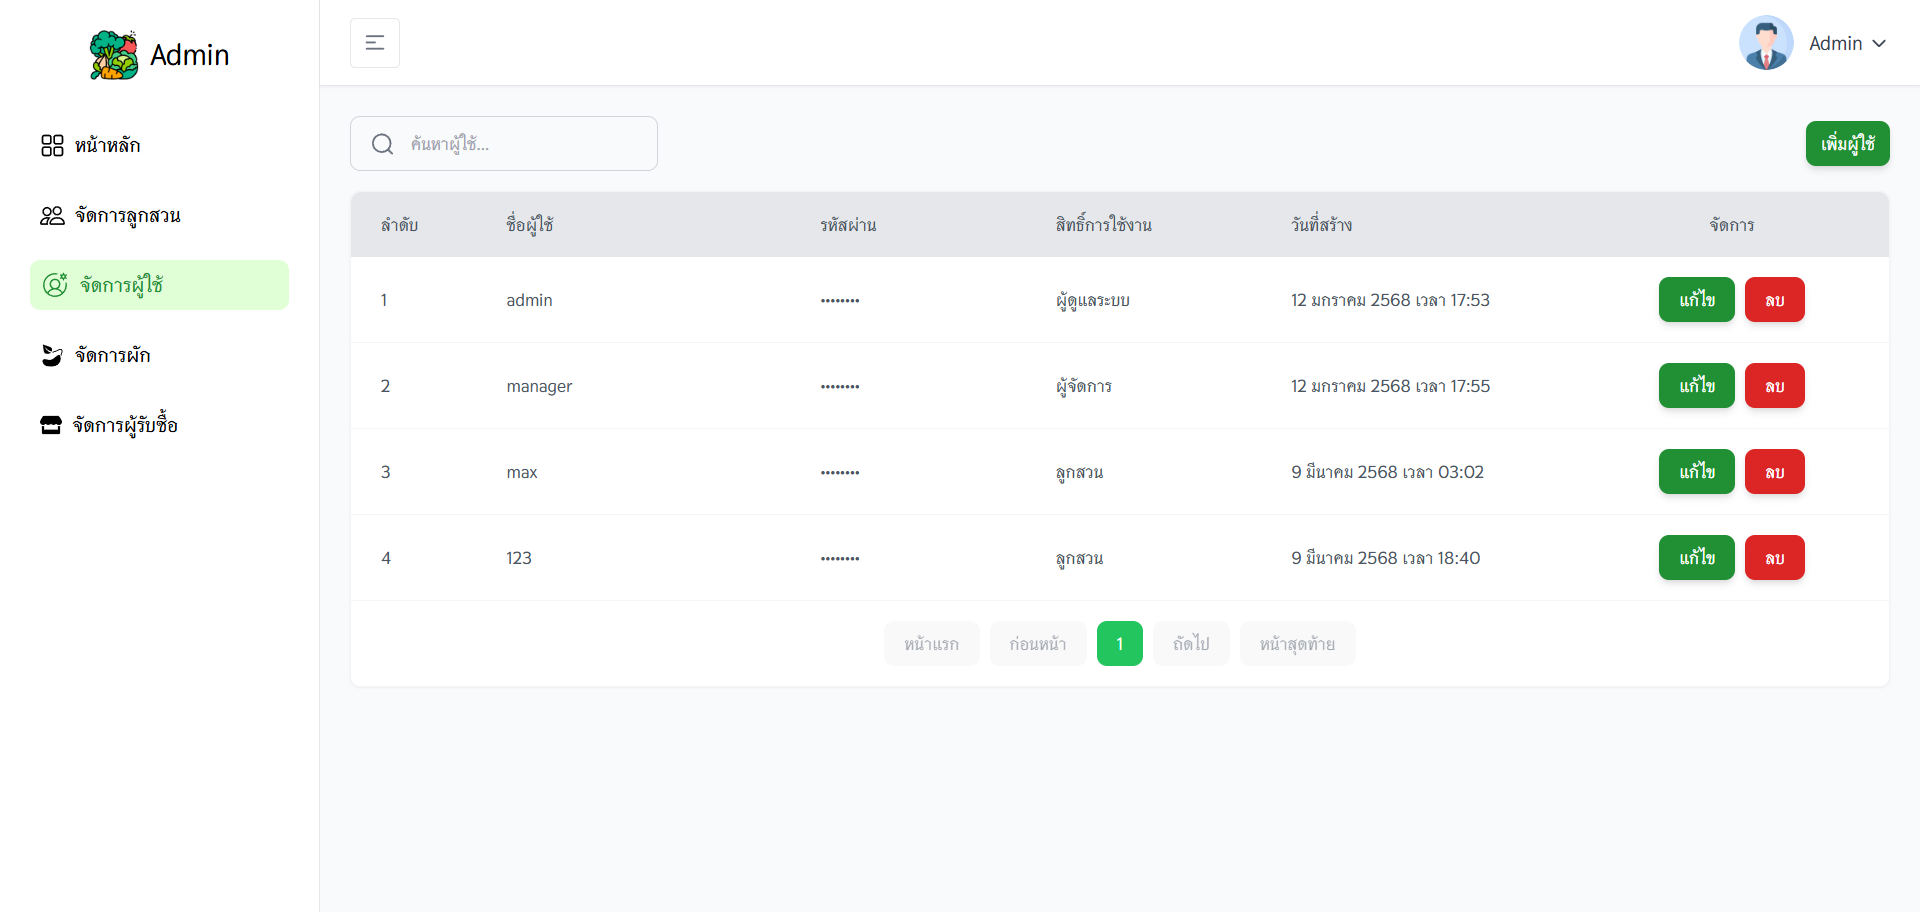 Admin
Admin
หน้าหลัก
จัดการลูกสวน
จัดการผู้ใช้
จัดการผัก
จัดการผู้รับซื้อ
ค้นหาผู้ใช้...
เพิ่มผู้ใช้
ลำดับ ชื่อผู้ใช้ รหัสผ่าน สิทธิ์การใช้งาน วันที่สร้าง จัดการ
1 admin •••••••• ผู้ดูแลระบบ 12 มกราคม 2568 เวลา 17:53 แก้ไข ลบ
2 manager •••••••• ผู้จัดการ 12 มกราคม 2568 เวลา 17:55 แก้ไข ลบ
3 max •••••••• ลูกสวน 9 มีนาคม 2568 เวลา 03:02 แก้ไข ลบ
4 123 •••••••• ลูกสวน 9 มีนาคม 2568 เวลา 18:40 แก้ไข ลบ
หน้าแรก ก่อนหน้า 1 ถัดไป หน้าสุดท้าย